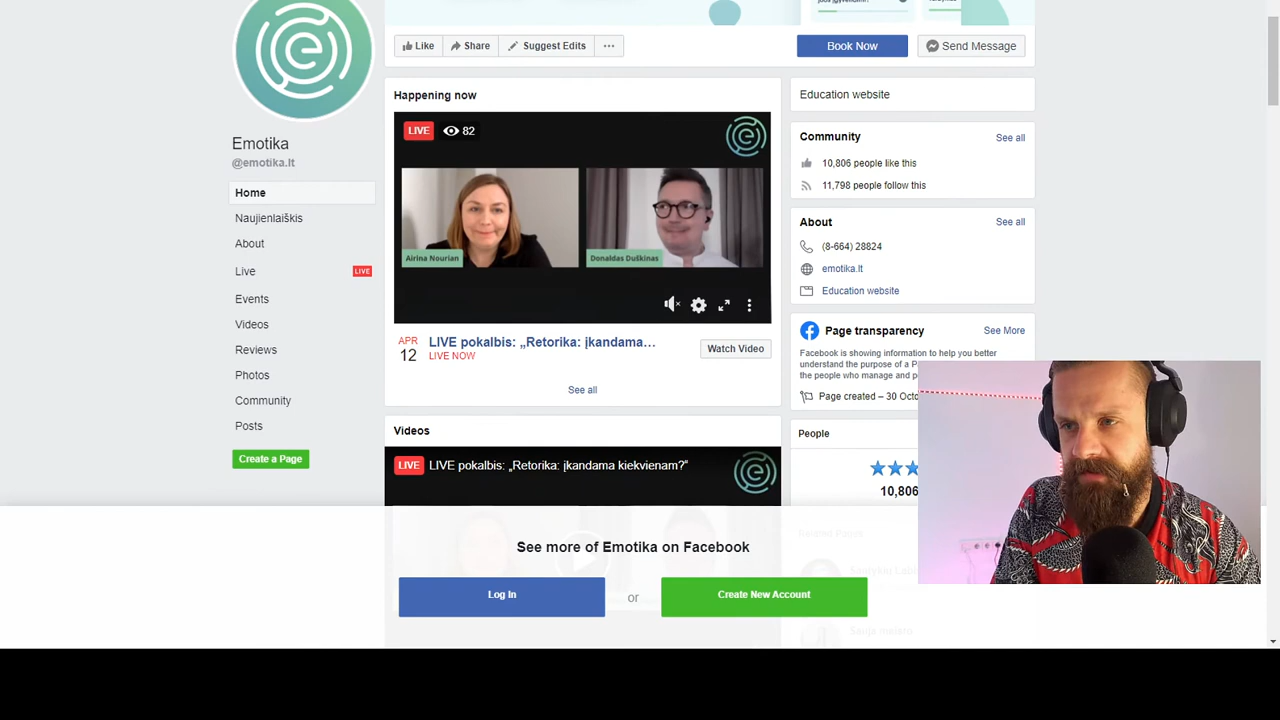 joos įgyvendinti?
Like
Share
Suggest Edits
Book Now
Send Message
Emotika
@emotika.lt
Home
Naujienlaiškis
About
Live
LIVE
Events
Videos
Reviews
Photos
Community
Posts
Create a Page
Happening now
LIVE
82
Airina Nourian
Donaldas Duškinas
APR
12
LIVE pokalbis: „Retorika: įkandama...
LIVE NOW
Watch Video
See all
Videos
LIVE
LIVE pokalbis: „Retorika: įkandama kiekvienam?“
Education website
Community
See all
10,806 people like this
11,798 people follow this
About
See all
(8-664) 28824
emotika.lt
Education website
Page transparency
See More
Facebook is showing information to help you better
understand the purpose of a P
the people who manage and p
Page created – 30 Octo
People
10,806
Related Pages
See more of Emotika on Facebook
Log In
or
Create New Account